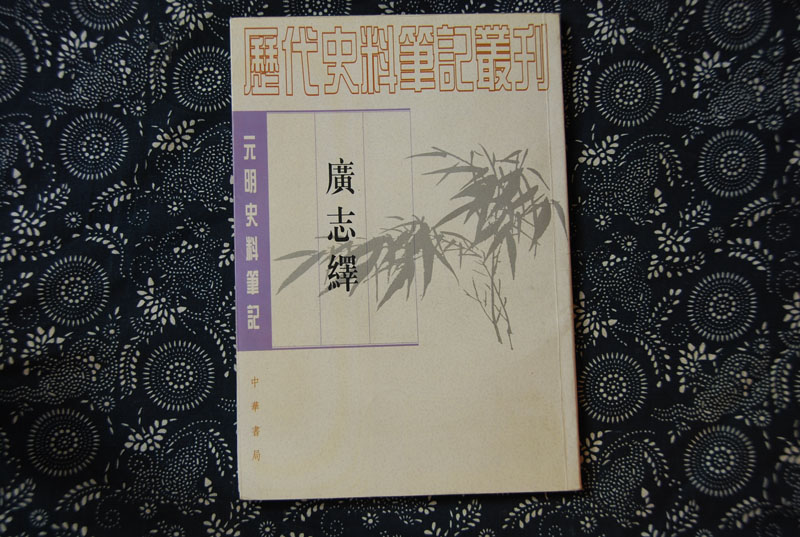 歷代史料筆記叢刊
元明史料筆記
廣志繹
中華書局